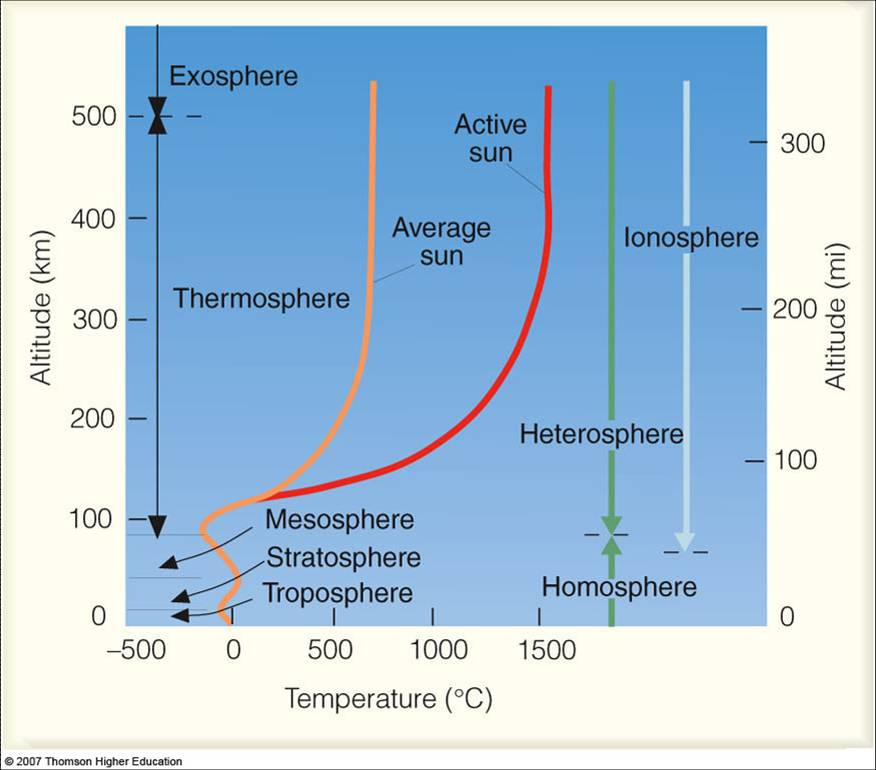 Exosphere
500
Active
sun
300
400
Average
sun
Ionosphere
Altitude (km)
Thermosphere
Altitude (mi)
300
200
200
Heterosphere
100
100
Mesosphere
Stratosphere
Troposphere
Homosphere
0
0
–500
0
500
1000
1500
Temperature (°C)
© 2007 Thomson Higher Education